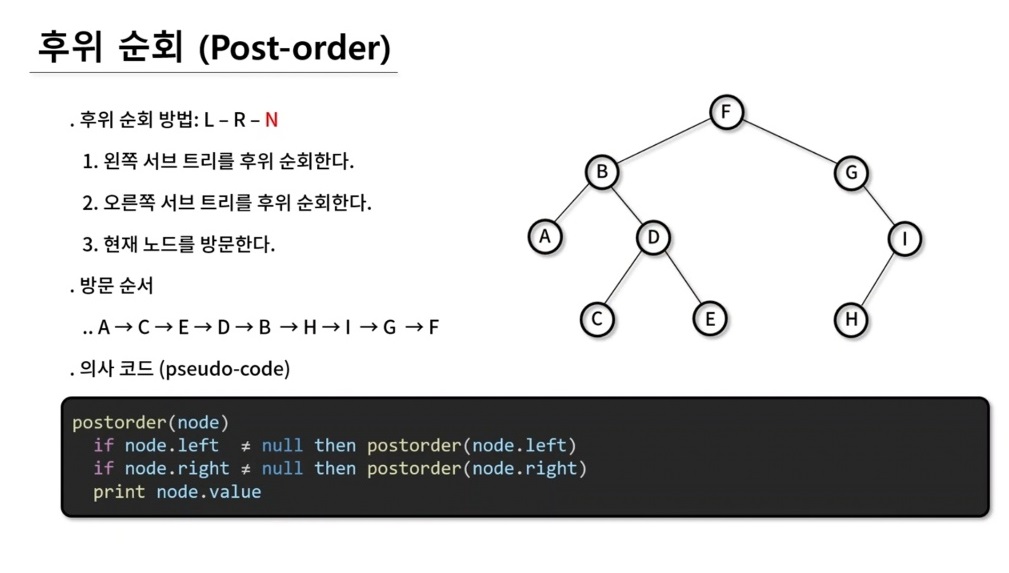 후위 순회 (Post-order)
. 후위 순회 방법: L – R – N
1. 왼쪽 서브 트리를 후위 순회한다.
2. 오른쪽 서브 트리를 후위 순회한다.
3. 현재 노드를 방문한다.
. 방문 순서
.. A → C → E → D → B → H → I → G → F
. 의사 코드 (pseudo-code)
postorder(node)
if node.left ≠ null then postorder(node.left)
if node.right ≠ null then postorder(node.right)
print node.value
F
B
G
A
D
I
C
E
H